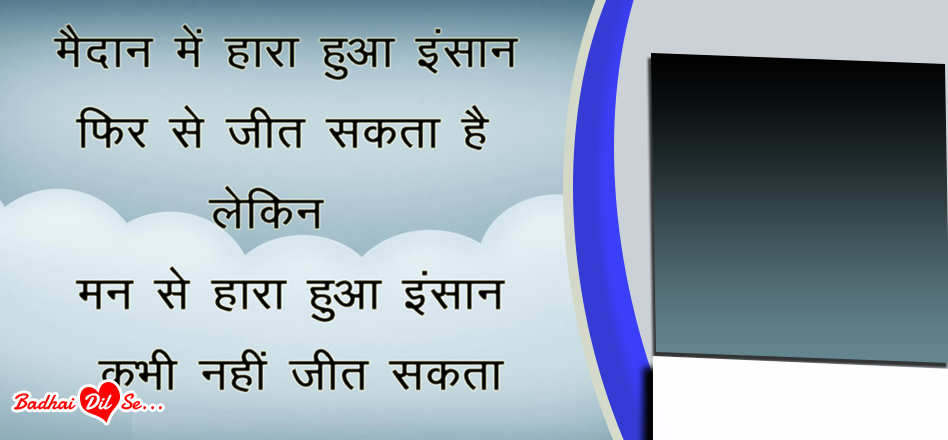 मैदान में हारा हुआ इंसान
फिर से जीत सकता है
लेकिन
मन से हारा हुआ इंसान
कभी नहीं जीत सकता
Badhai Dil Se...